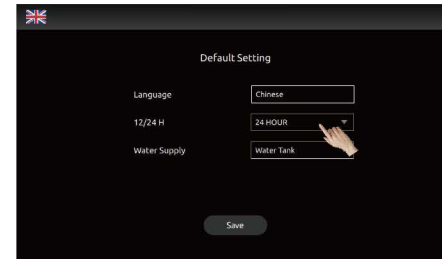 Default Setting
Language Chinese
12/24 H 24 HOUR
Water Supply Water Tank
Save